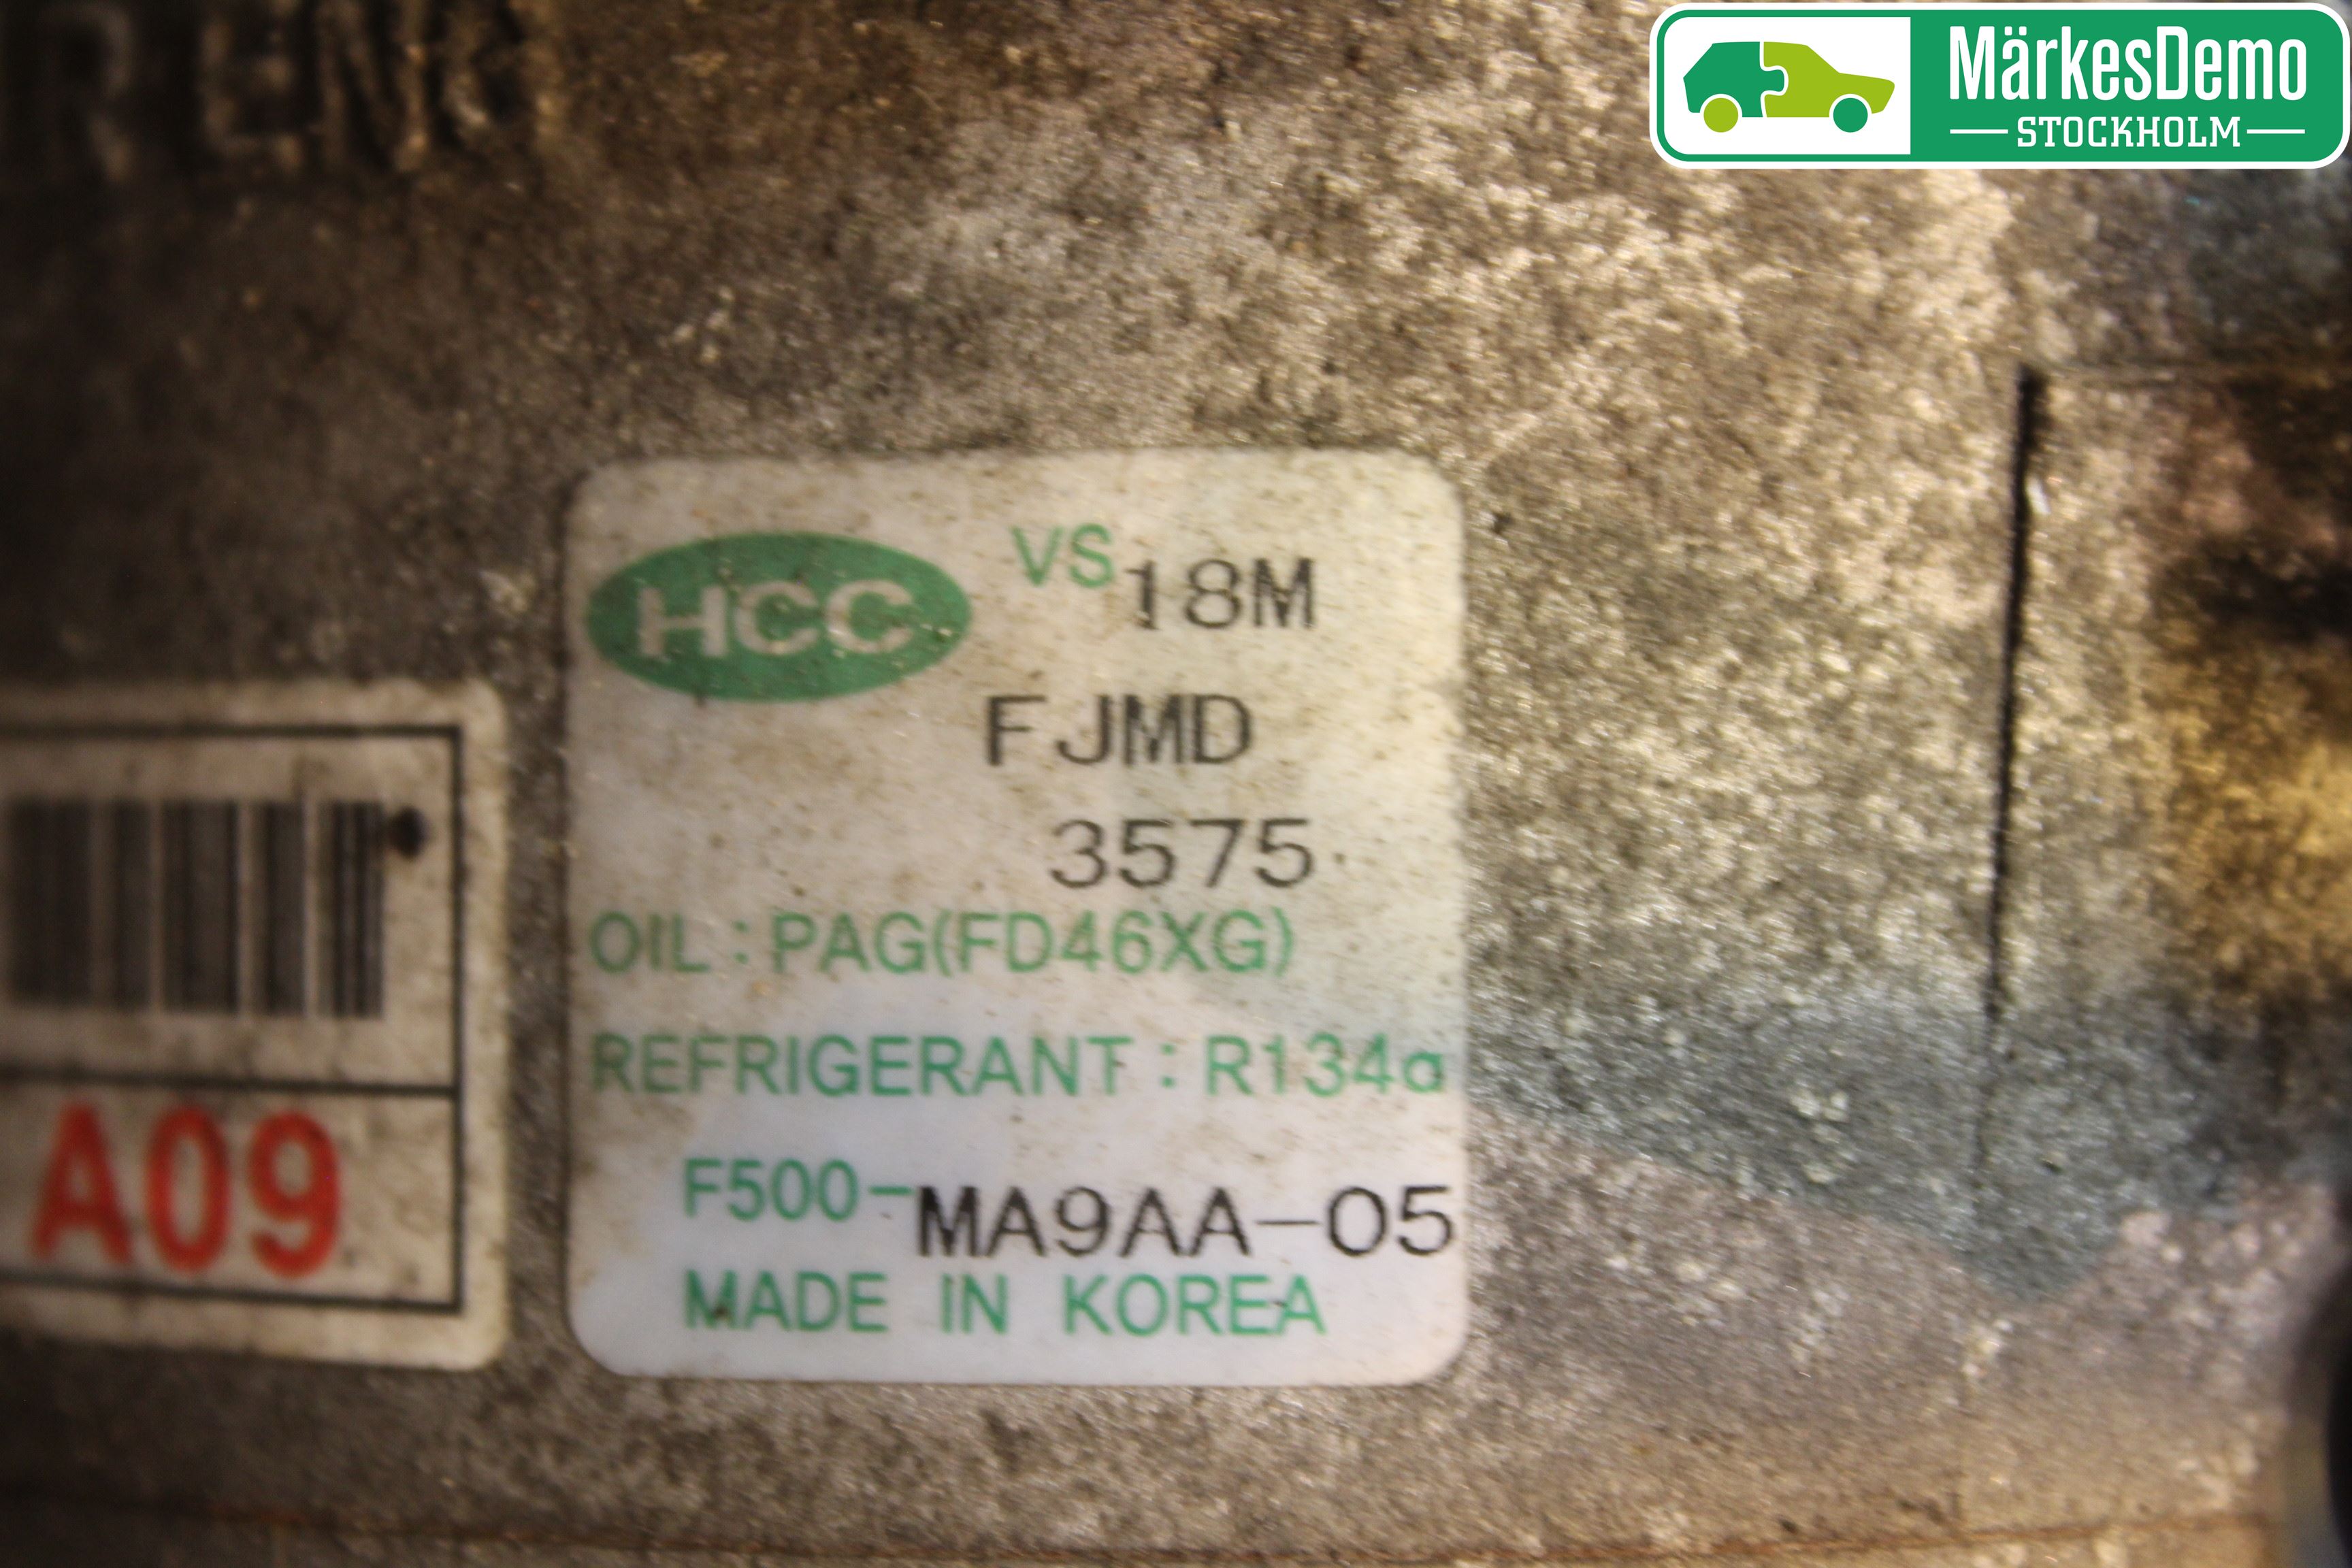 MärkesDemo
STOCKHOLM
R ENG
HCC VS 18M
FJMD
3575
OIL : PAG(FD46XG)
REFRIGERANT : R134a
F500-MA9AA-05
MADE IN KOREA
A09